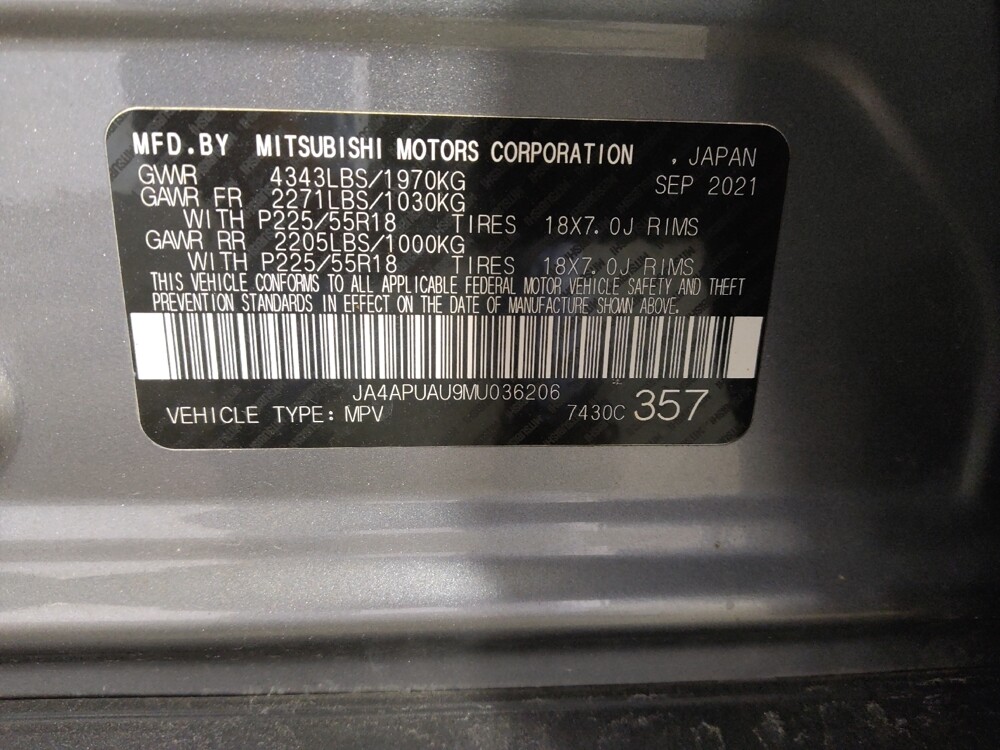 MFD.BY MITSUBISHI MOTORS CORPORATION , JAPAN
GVWR 4343LBS/1970KG SEP 2021
GAWR FR 2271LBS/1030KG
WITH P225/55R18 TIRES 18X7.0J RIMS
GAWR RR 2205LBS/1000KG
WITH P225/55R18 TIRES 18X7.0J RIMS
THIS VEHICLE CONFORMS TO ALL APPLICABLE FEDERAL MOTOR VEHICLE SAFETY AND THEFT
PREVENTION STANDARDS IN EFFECT ON THE DATE OF MANUFACTURE SHOWN ABOVE.
JA4APUAU9MU036206
VEHICLE TYPE: MPV 7430C 357